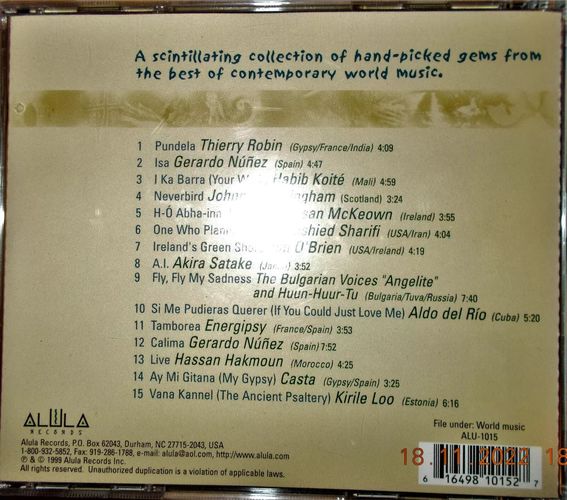 A scintillating collection of hand-picked gems from
the best of contemporary world music.
1 Pundela Thierry Robin (Gypsy/France/India) 4:09
2 Isa Gerardo Núñez (Spain) 4:47
3 I Ka Barra (Your Habib Koité (Mali) 4:59
4 Neverbird (Scotland) 3:24
5 H-Ó Abha-inn McKeown (Ireland) 3:55
6 One Who Sharifi (USA/Iran) 4:04
7 Ireland's Green O'Brien (USA/Ireland) 4:19
8 A.I. Akira Satake 3:52
9 Fly, Fly My Sadness The Bulgarian Voices "Angelite"
and Huun-Huur-Tu (Bulgaria/Tuva/Russia) 7:40
10 Si Me Pudieras Querer (If You Could Just Love Me) Aldo del Río (Cuba) 5:20
11 Tamborea Energipsy (France/Spain) 3:53
12 Calima Gerardo Núñez (Spain) 7:52
13 Live Hassan Hakmoun (Morocco) 4:25
14 Ay Mi Gitana (My Gypsy) Casta (Gypsy/Spain) 3:25
15 Vana Kannel (The Ancient Psaltery) Kirile Loo (Estonia) 6:16
ALULA
RECORDS
Alula Records, P.O. Box 62043, Durham, NC 27715-2043, USA
1-800-932-5852, Fax: 919-286-1768, e-mail: alula@aol.com, http://www.alula.com
℗ & © 1999 Alula Records Inc.
All rights reserved. Unauthorized duplication is a violation of applicable laws.
File under: World music
ALU-1015
6 16498 10152 7
18.11.2022 18